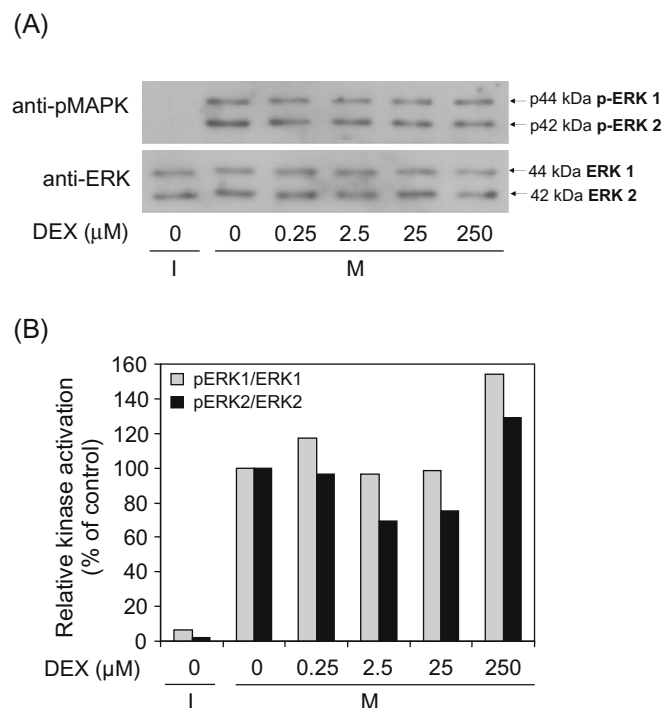 (A)
anti-pMAPK
p44 kDa p-ERK 1
p42 kDa p-ERK 2
anti-ERK
44 kDa ERK 1
42 kDa ERK 2
DEX (μM) 0 0 0.25 2.5 25 250
I M
(B)
Relative kinase activation
(% of control)
160
140
120
100
80
60
40
20
0
pERK1/ERK1
pERK2/ERK2
DEX (μM) 0 0 0.25 2.5 25 250
I M